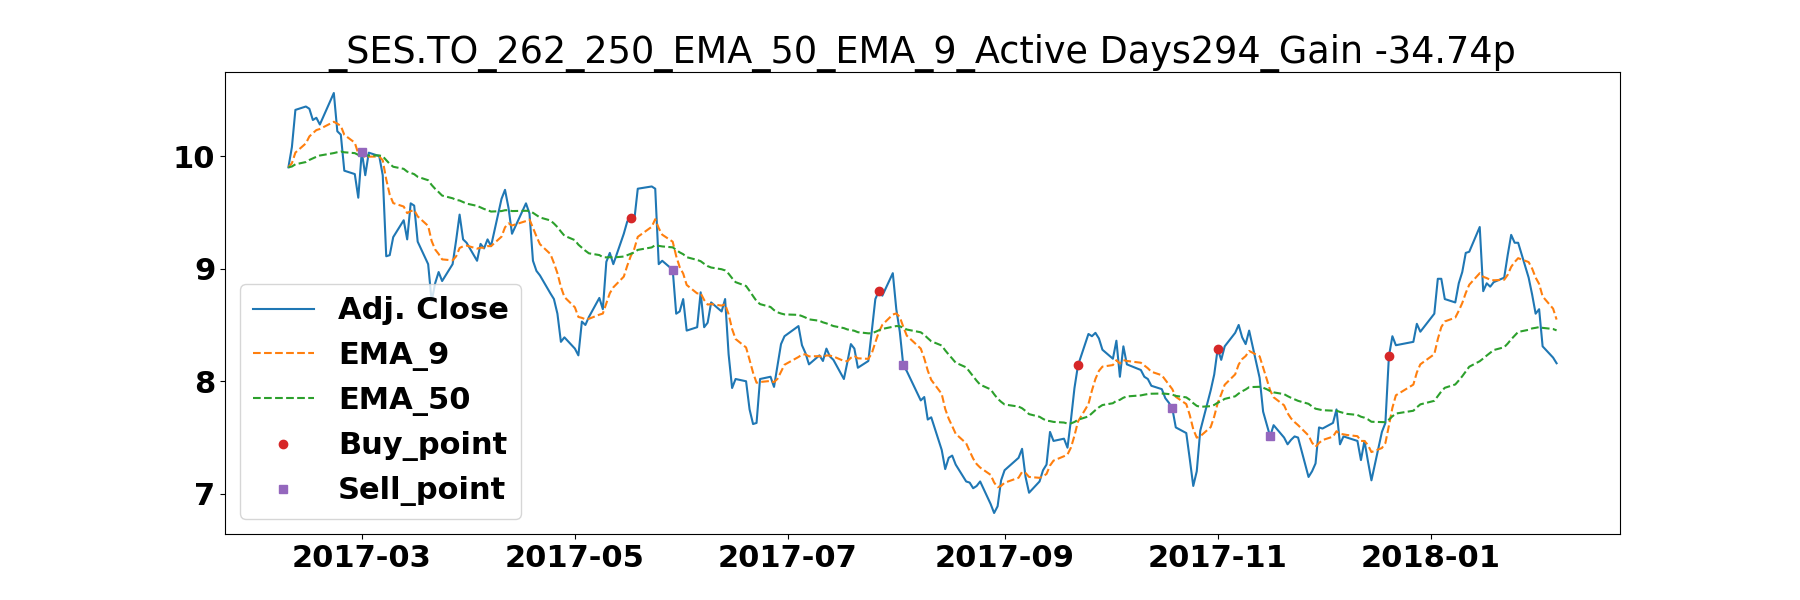 _SES.TO_262_250_EMA_50_EMA_9_Active Days294_Gain -34.74p
10
9
8
7
Adj. Close
EMA_9
EMA_50
Buy_point
Sell_point
2017-03 2017-05 2017-07 2017-09 2017-11 2018-01